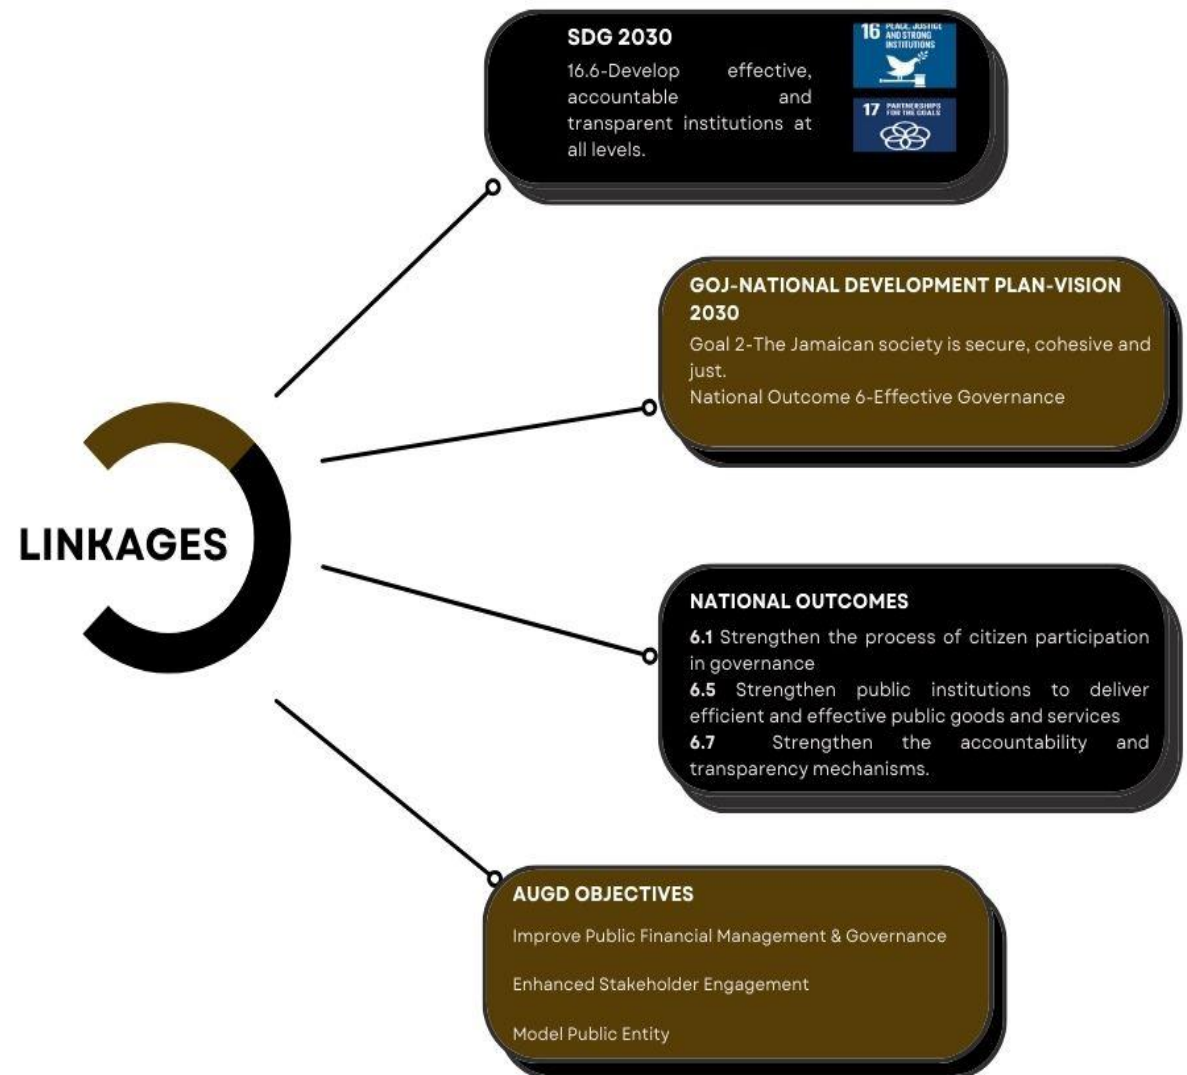 SDG 2030
16.6-Develop effective,
accountable and
transparent institutions at
all levels.
16 PEACE, JUSTICE
AND STRONG
INSTITUTIONS
17 PARTNERSHIPS
FOR THE GOALS
GOJ-NATIONAL DEVELOPMENT PLAN-VISION
2030
Goal 2-The Jamaican society is secure, cohesive and
just.
National Outcome 6-Effective Governance
LINKAGES
NATIONAL OUTCOMES
6.1 Strengthen the process of citizen participation
in governance
6.5 Strengthen public institutions to deliver
efficient and effective public goods and services
6.7 Strengthen the accountability and
transparency mechanisms.
AUGD OBJECTIVES
Improve Public Financial Management & Governance
Enhanced Stakeholder Engagement
Model Public Entity